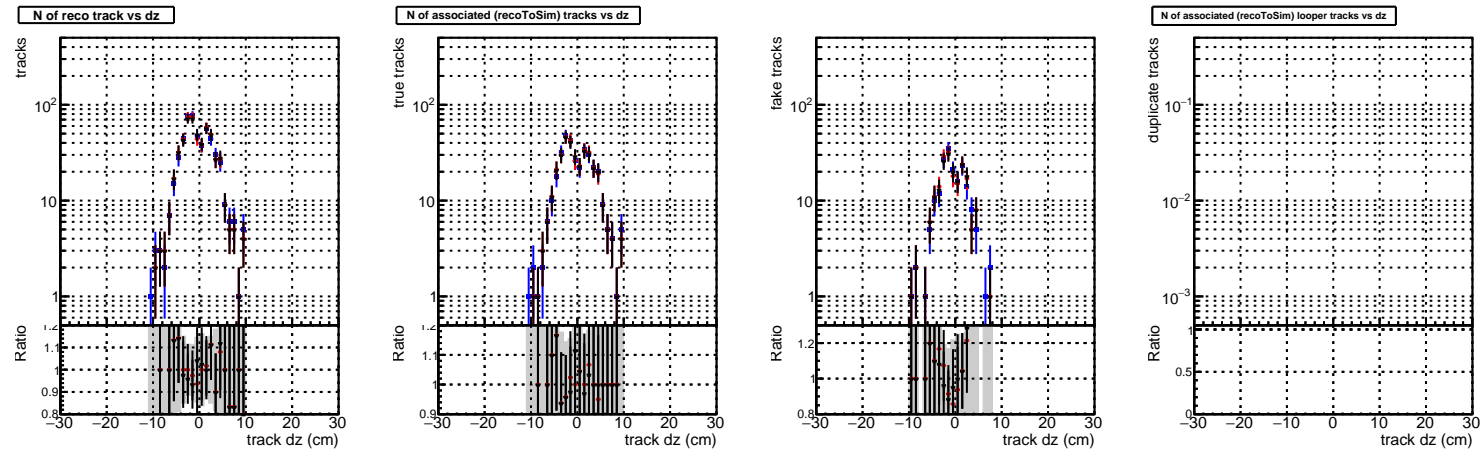 N of reco track vs dz
tracks
10²
10
1
Ratio
1.2
1.1
1
0.9
0.8
−30 −20 −10 0 10 20 30
track dz (cm)
N of associated (recoToSim) tracks vs dz
true tracks
10²
10
1
Ratio
1.2
1.1
1
0.9
−30 −20 −10 0 10 20 30
track dz (cm)
fake tracks
10²
10
1
Ratio
1.2
1
0.8
−30 −20 −10 0 10 20 30
track dz (cm)
N of associated (recoToSim) looper tracks vs dz
duplicate tracks
10⁻¹
10⁻²
10⁻³
Ratio
1
0.5
0
−30 −20 −10 0 10 20 30
track dz (cm)